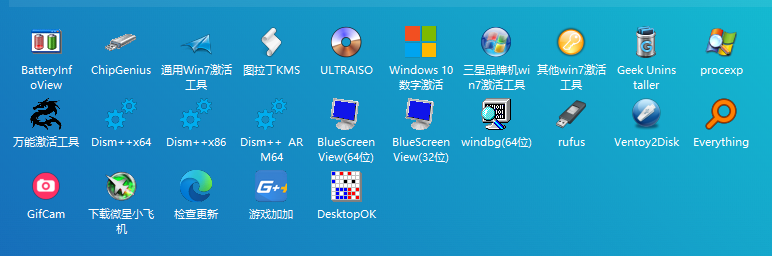 BatteryInfoView
ChipGenius
通用Win7激活工具
图拉丁KMS
ULTRAISO
Windows 10数字激活
三星品牌机win7激活工具
其他win7激活工具
Geek Uninstaller
procexp
万能激活工具
Dism++x64
Dism++x86
Dism++ ARM64
BlueScreenView(64位)
BlueScreenView(32位)
windbg(64位)
rufus
Ventoy2Disk
Everything
GifCam
下载微星小飞机
检查更新
游戏加加
DesktopOK